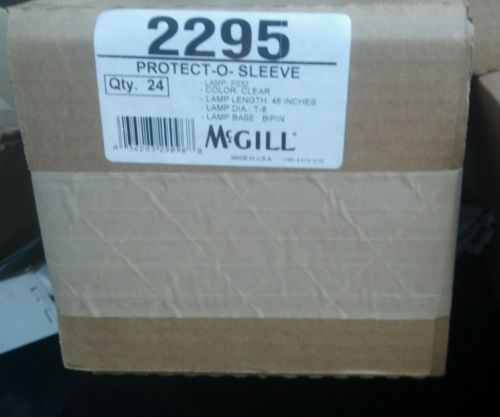 2295
PROTECT-O-SLEEVE
Qty. 24
- LAMP: F032
- COLOR: CLEAR
- LAMP LENGTH: 48 INCHES
- LAMP DIA. T-8
- LAMP BASE BIPIN
McGILL
MADE IN U.S.A.